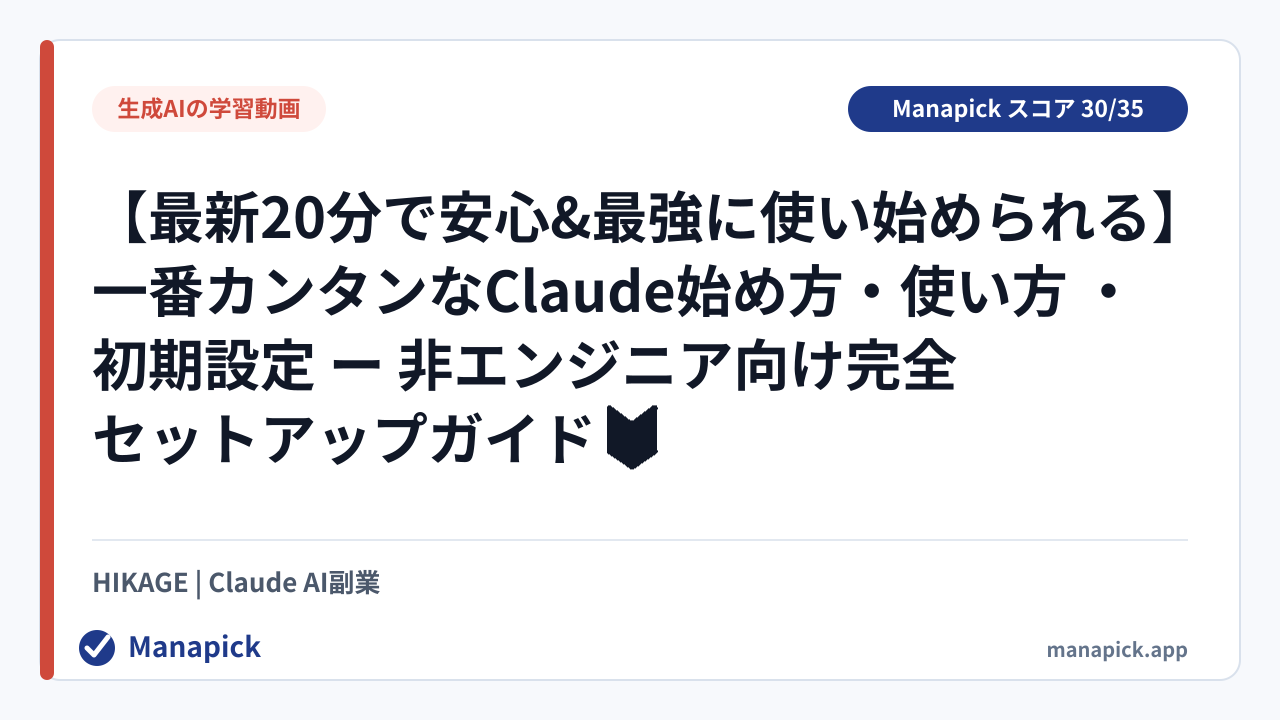 生成AIの学習動画
Manapick スコア 30/35
【最新20分で安心&最強に使い始められる】
一番カンタンなClaude始め方・使い方 ・
初期設定 ー 非エンジニア向け完全
セットアップガイド🔰
HIKAGE | Claude AI副業
Manapick
manapick.app